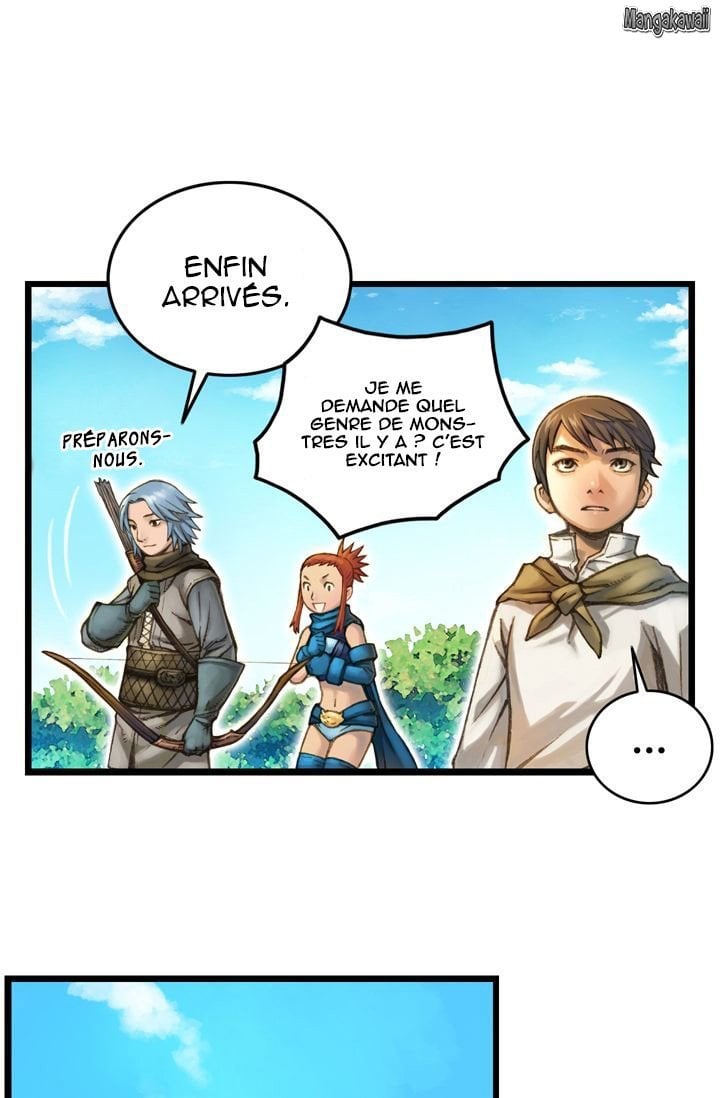 Mangakawaii
ENFIN
ARRIVÉS.
JE ME
DEMANDE QUEL
GENRE DE MONS-
TRES IL Y A ? C'EST
EXCITANT !
PRÉPARONS-
NOUS.
...